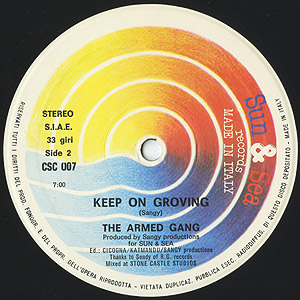 STEREO
S.I.A.E.
33 giri
Side 2
CSC 007
7:00
Sun & Sea
records
MADE IN ITALY
KEEP ON GROVING
(Sangy)
THE ARMED GANG
Produced by Sangy productions
for SUN & SEA
Ed.: CICOGNA/KATMANDU/SANGY productions
Thanks to Sendy of B.G. records
Mixed at STONE CASTLE STUDIOS
RISERVATI TUTTI I DIRITTI DEL PROD. FONOGR. E DEL PROPR. DELL'OPERA RIPRODOTTA - VIETATA DUPLICAZ. PUBBLICA ESEC. RADIODIFFUS. DI QUESTO DISCO DEPOSITATO - MADE IN ITALY